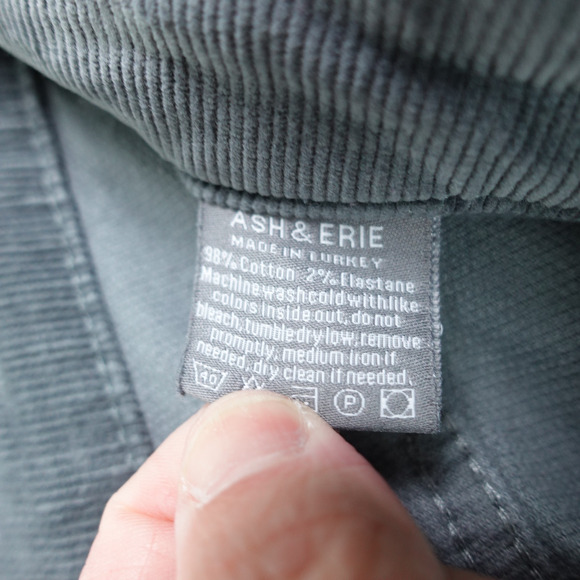 ASH & ERIE
MADE IN TURKEY
98% Cotton 2% Elastane
Machine wash cold with like
colors inside out, do not
bleach, tumble dry low, remove
promptly, medium iron if
needed, dry clean if needed.
40 P